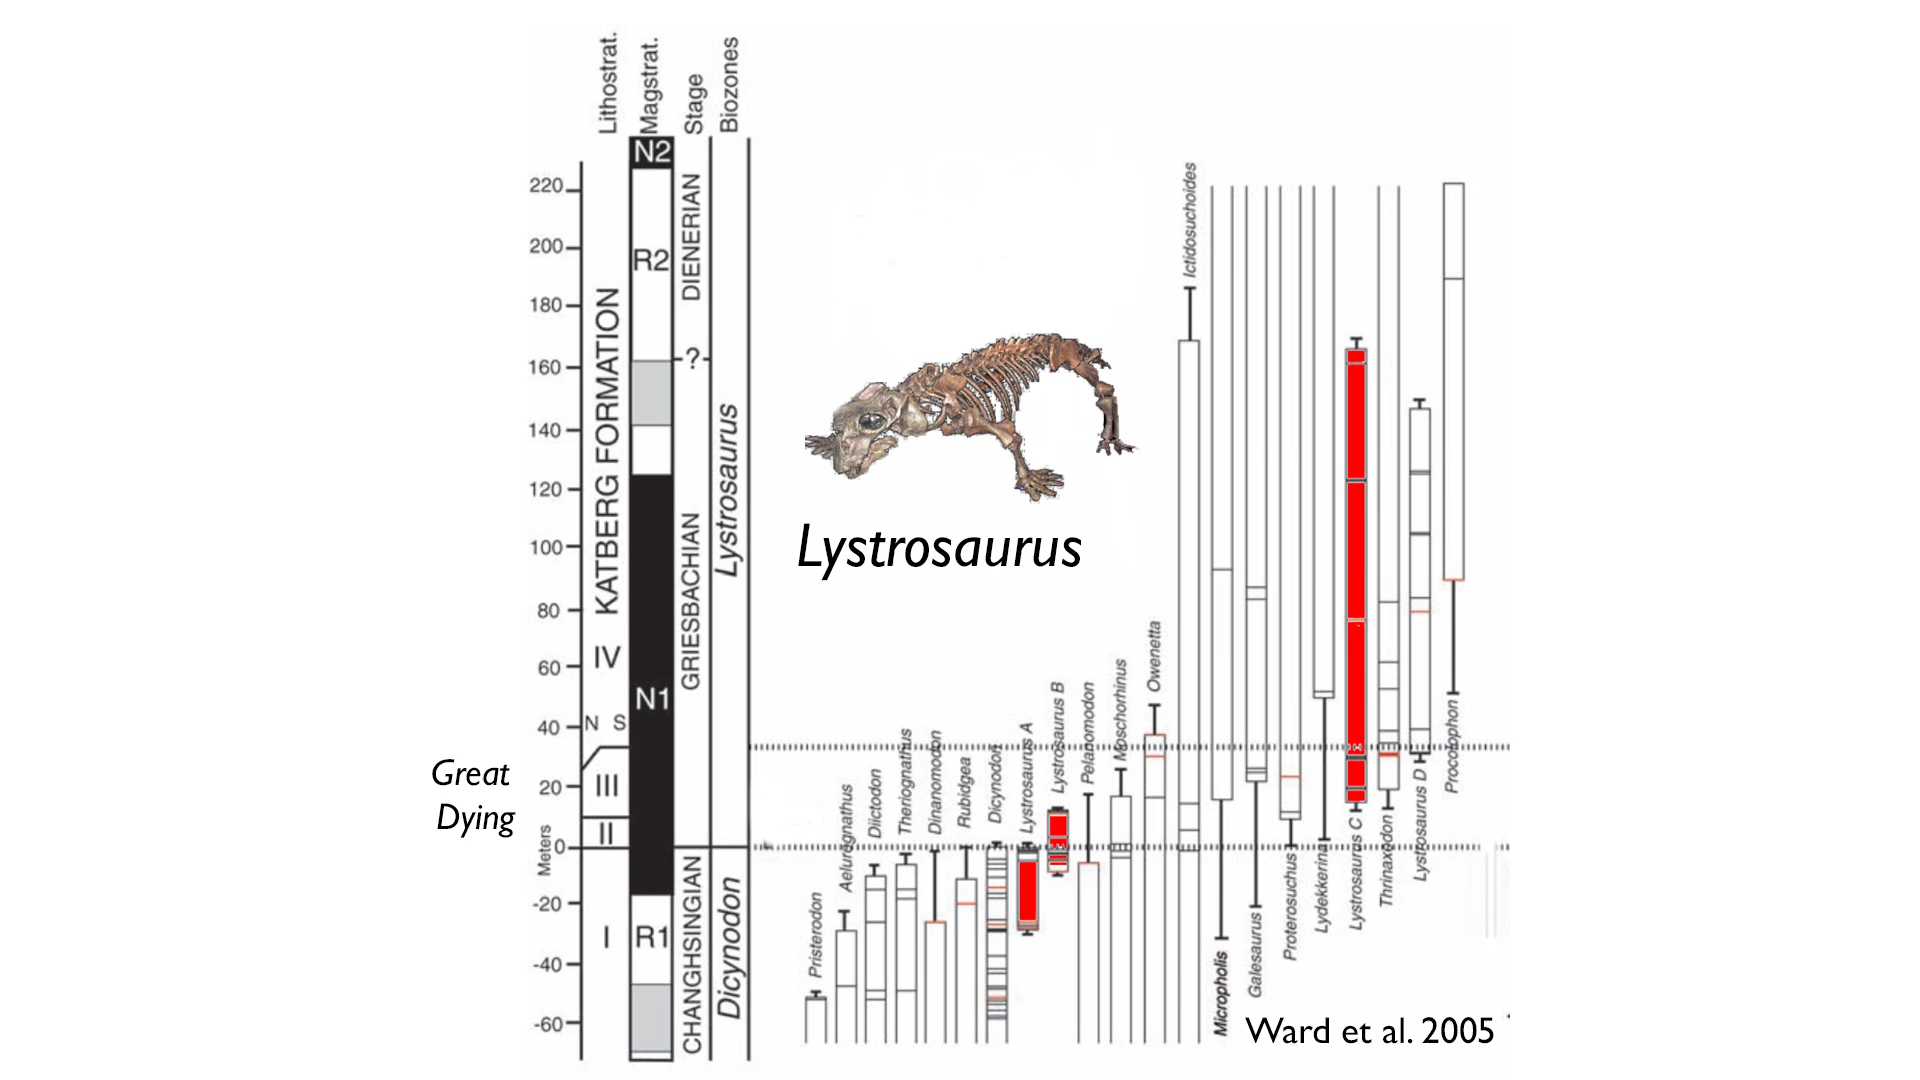 Lithostrat.
Magstrat.
Stage
Biozones
220
200
180
160
140
120
100
80
60
40
20
0
-20
-40
-60
Meters
KATBERG FORMATION
IV
N S
III
II
I
N2
R2
N1
R1
DIENERIAN
-?-
GRIESBACHIAN
CHANGHSINGIAN
Lystrosaurus
Dicynodon
Great
Dying
Lystrosaurus
Pristerodon
Aelurognathus
Diictodon
Theriognathus
Dinanomodon
Rubidgea
Dicynodon
Lystrosaurus A
Lystrosaurus B
Pelanomodon
Moschorhinus
Owenetta
Ictidosuchoides
Micropholis
Galesaurus
Proterosuchus
Lydekkerina
Lystrosaurus C
Thrinaxodon
Lystrosaurus D
Procolophon
Ward et al. 2005